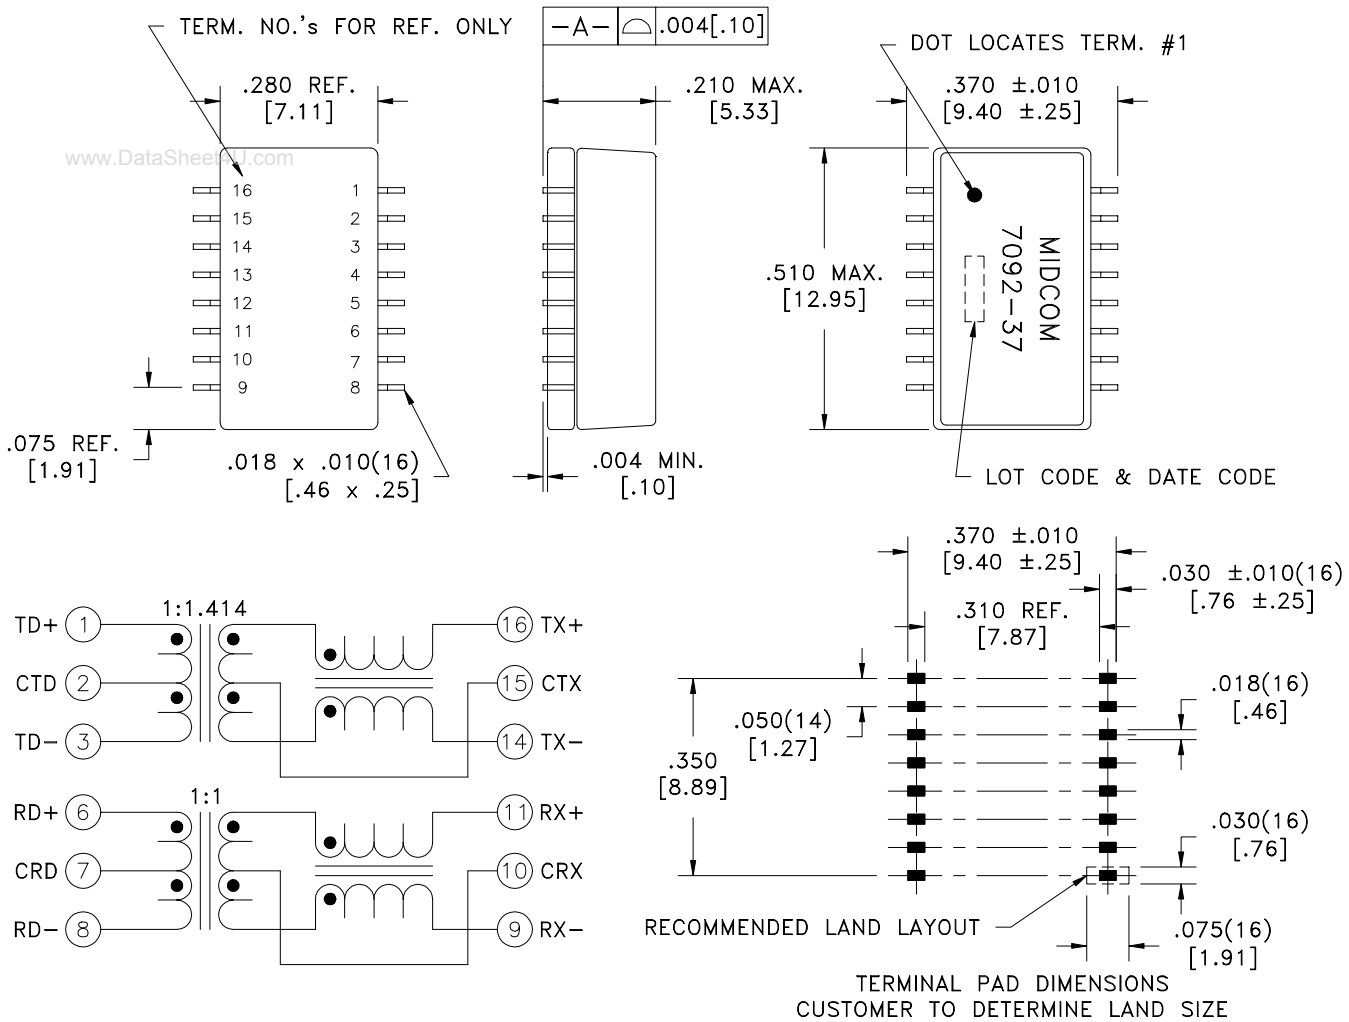 TERM. NO.'s FOR REF. ONLY
-A- ⌓ .004[.10]
DOT LOCATES TERM. #1
.280 REF.
[7.11]
.210 MAX.
[5.33]
.370 ±.010
[9.40 ±.25]
www.DataSheet4U.com
16 1
15 2
14 3
13 4
12 5
11 6
10 7
9 8
.510 MAX.
[12.95]
MIDCOM
7092-37
.075 REF.
[1.91]
.018 x .010(16)
[.46 x .25]
.004 MIN.
[.10]
LOT CODE & DATE CODE
1:1.414
TD+ 1
CTD 2
TD- 3
16 TX+
15 CTX
14 TX-
1:1
RD+ 6
CRD 7
RD- 8
11 RX+
10 CRX
9 RX-
.370 ±.010
[9.40 ±.25]
.030 ±.010(16)
[.76 ±.25]
.310 REF.
[7.87]
.018(16)
[.46]
.050(14)
[1.27]
.350
[8.89]
.030(16)
[.76]
RECOMMENDED LAND LAYOUT
.075(16)
[1.91]
TERMINAL PAD DIMENSIONS
CUSTOMER TO DETERMINE LAND SIZE